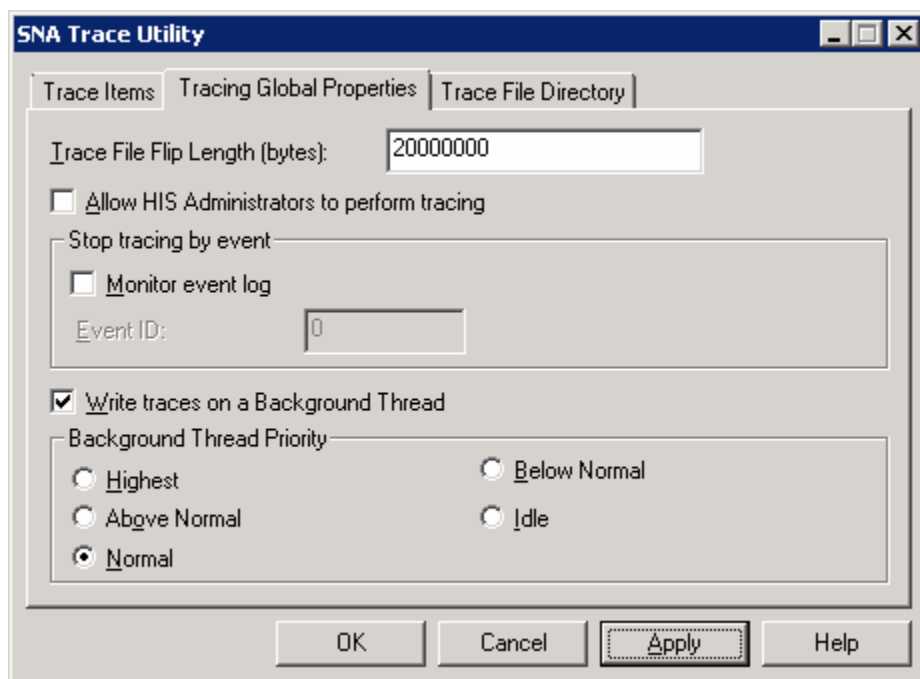 SNA Trace Utility
Trace Items Tracing Global Properties Trace File Directory
Trace File Flip Length (bytes): 20000000
Allow HIS Administrators to perform tracing
Stop tracing by event
Monitor event log
Event ID: 0
Write traces on a Background Thread
Background Thread Priority
Highest Below Normal
Above Normal Idle
Normal
OK Cancel Apply Help